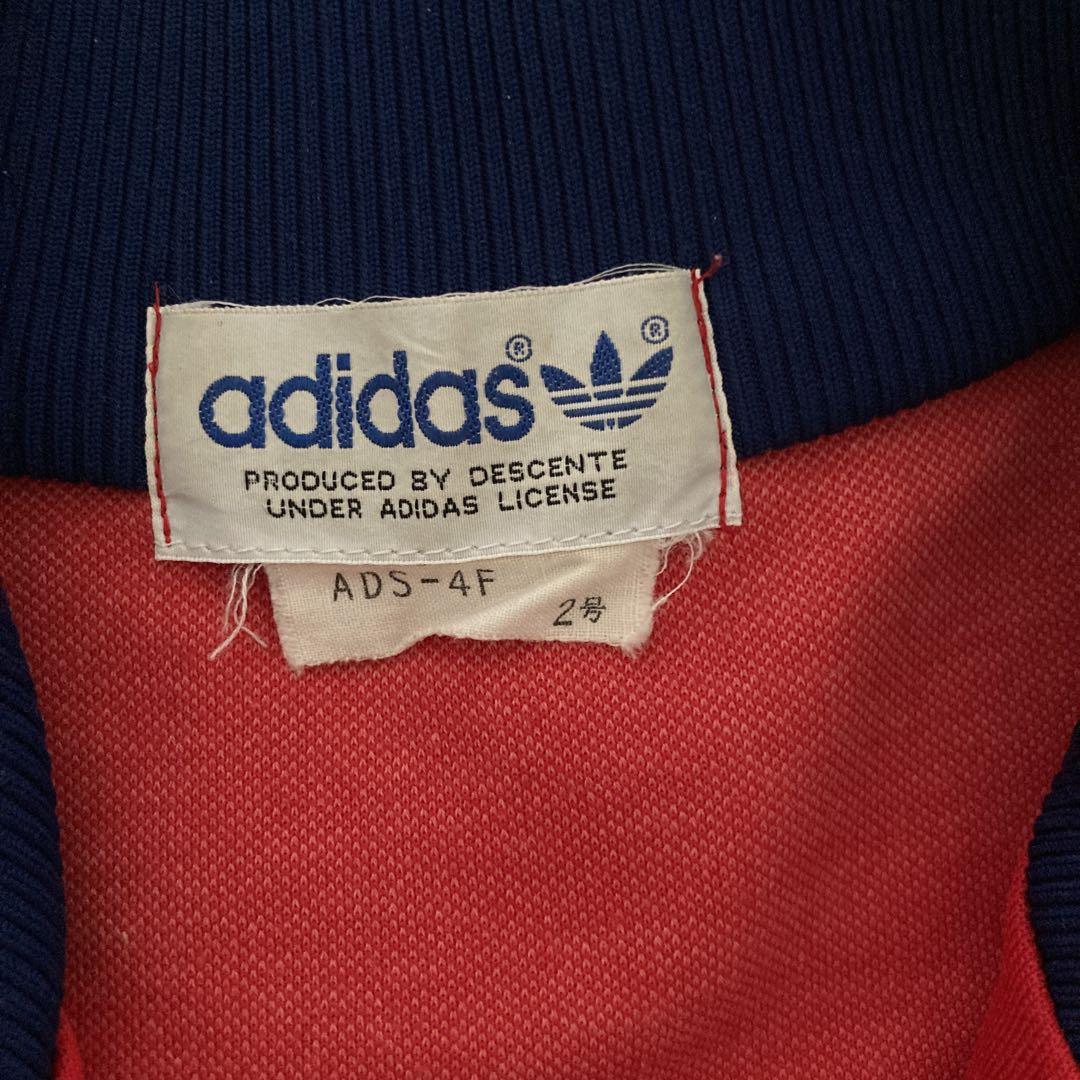 adidas®®
PRODUCED BY DESCENTE
UNDER ADIDAS LICENSE
ADS-4F
2号